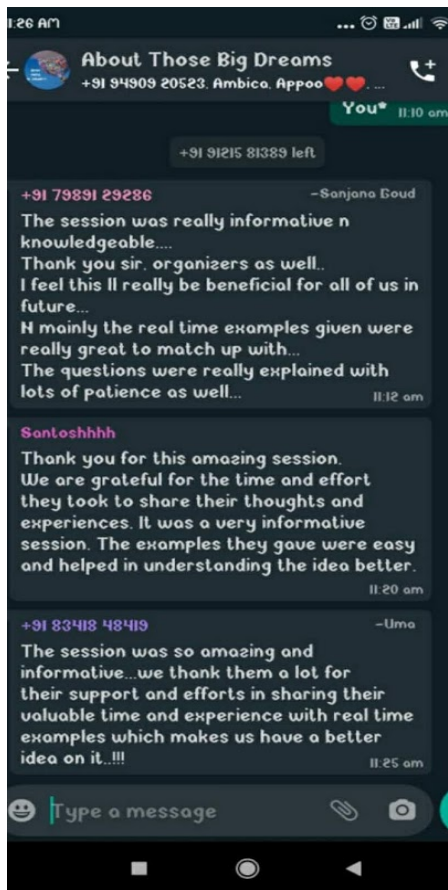 1:26 AM
About Those Big Dreams
+91 94909 20523, Ambica, Appoo❤️❤️, ...
You* 11:10 am
+91 91215 81389 left
+91 79891 29286 ~Sanjana Goud
The session was really informative n
knowledgeable....
Thank you sir, organizers as well..
I feel this ll really be beneficial for all of us in
future...
N mainly the real time examples given were
really great to match up with...
The questions were really explained with
lots of patience as well... 11:12 am
Santoshhhh
Thank you for this amazing session.
We are grateful for the time and effort
they took to share their thoughts and
experiences. It was a very informative
session. The examples they gave were easy
and helped in understanding the idea better.
11:20 am
+91 83418 48419 ~Uma
The session was so amazing and
informative...we thank them a lot for
their support and efforts in sharing their
valuable time and experience with real time
examples which makes us have a better
idea on it..!!! 11:25 am
Type a message